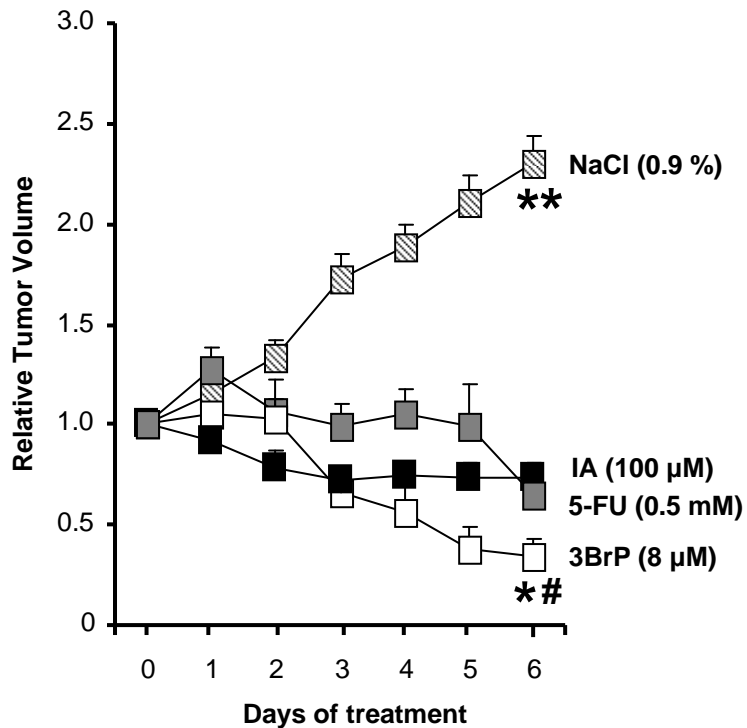 3.0
2.5
2.0
1.5
1.0
0.5
0
Relative Tumor Volume
NaCl (0.9 %)
**
IA (100 µM)
5-FU (0.5 mM)
3BrP (8 µM)
*#
0 1 2 3 4 5 6
Days of treatment